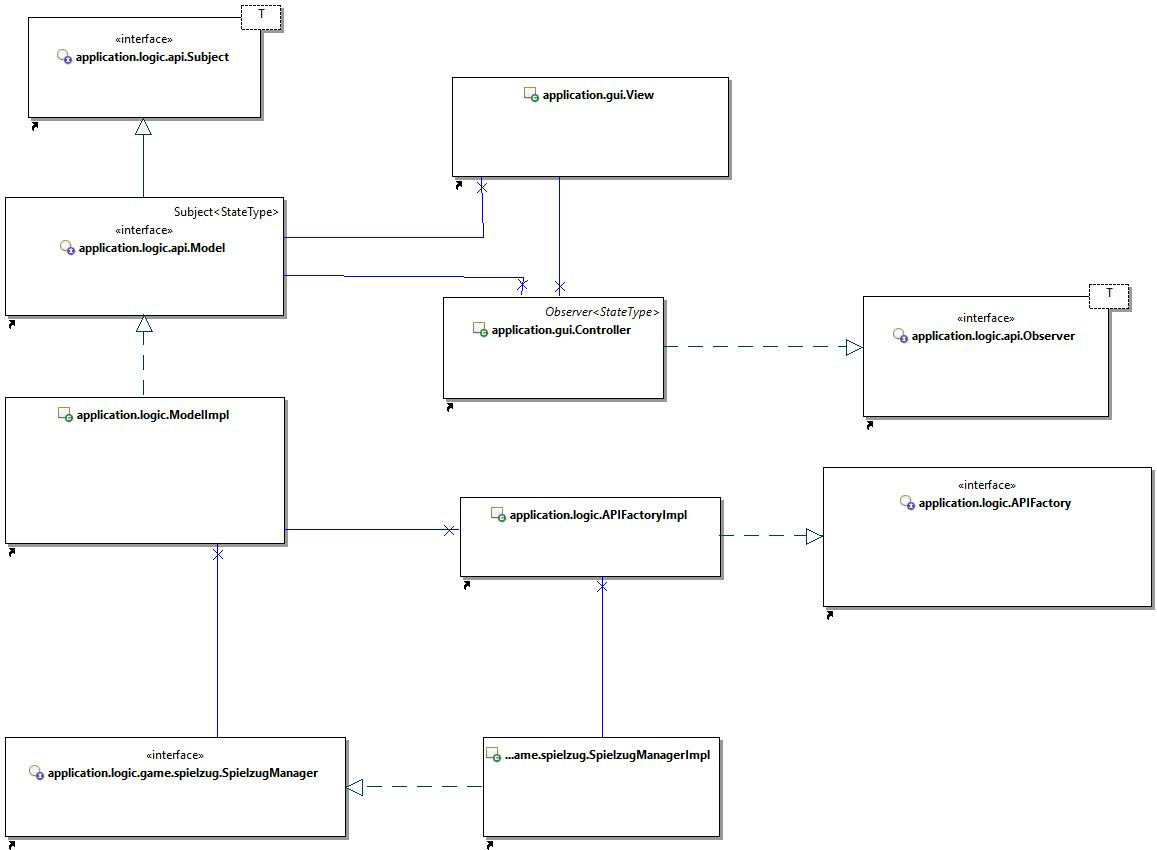 T
«interface»
application.logic.api.Subject
application.gui.View
Subject<StateType>
«interface»
application.logic.api.Model
Observer<StateType>
application.gui.Controller
T
«interface»
application.logic.api.Observer
application.logic.ModelImpl
application.logic.APIFactoryImpl
«interface»
application.logic.APIFactory
«interface»
application.logic.game.spielzug.SpielzugManager
...ame.spielzug.SpielzugManagerImpl